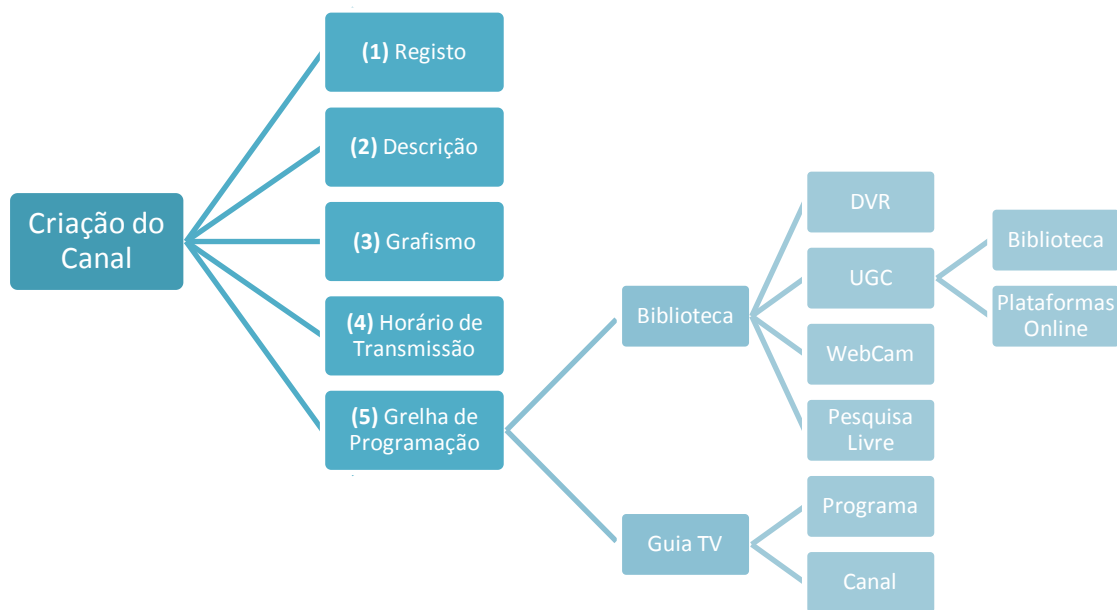 Criação do
Canal
(1) Registo
(2) Descrição
(3) Grafismo
(4) Horário de
Transmissão
(5) Grelha de
Programação
Biblioteca
Guia TV
DVR
UGC
WebCam
Pesquisa
Livre
Programa
Canal
Biblioteca
Plataformas
Online